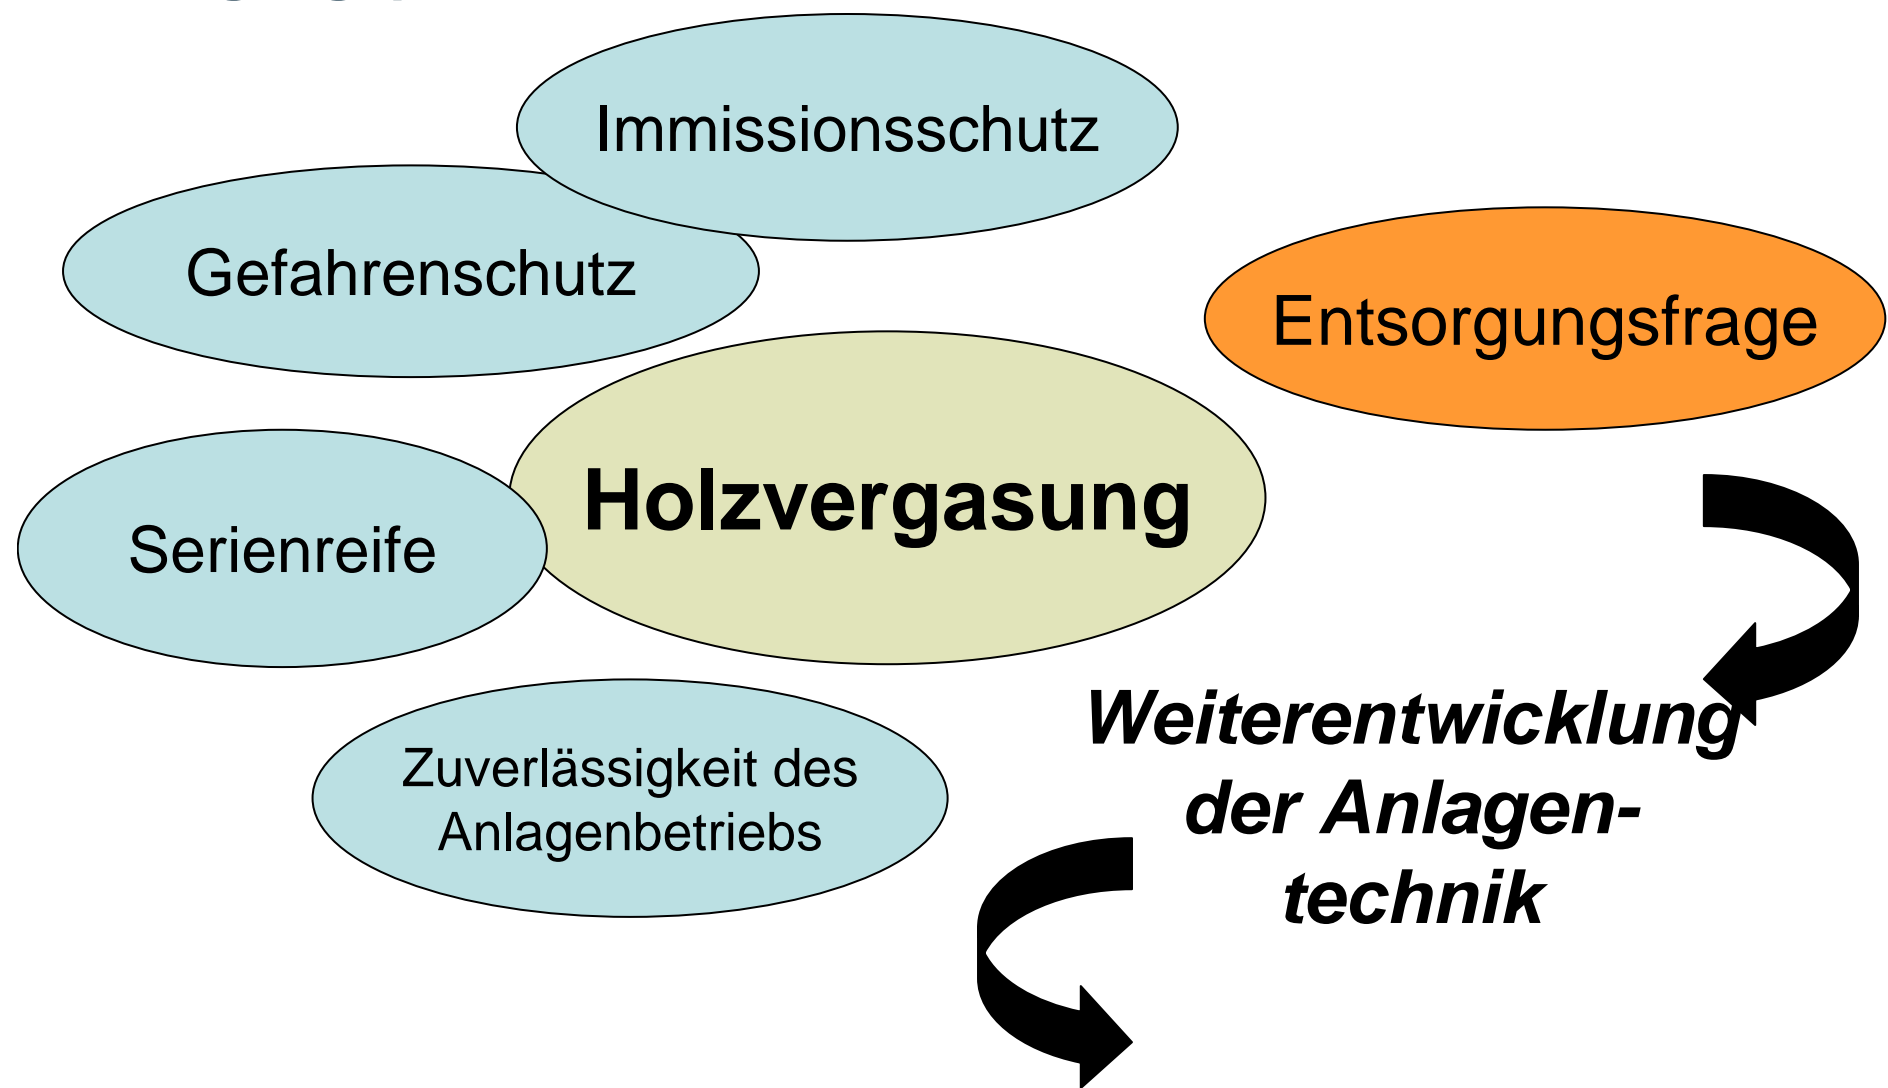 Immissionsschutz
Gefahrenschutz
Entsorgungsfrage
Holzvergasung
Serienreife
Zuverlässigkeit des
Anlagenbetriebs
Weiterentwicklung
der Anlagen-
technik